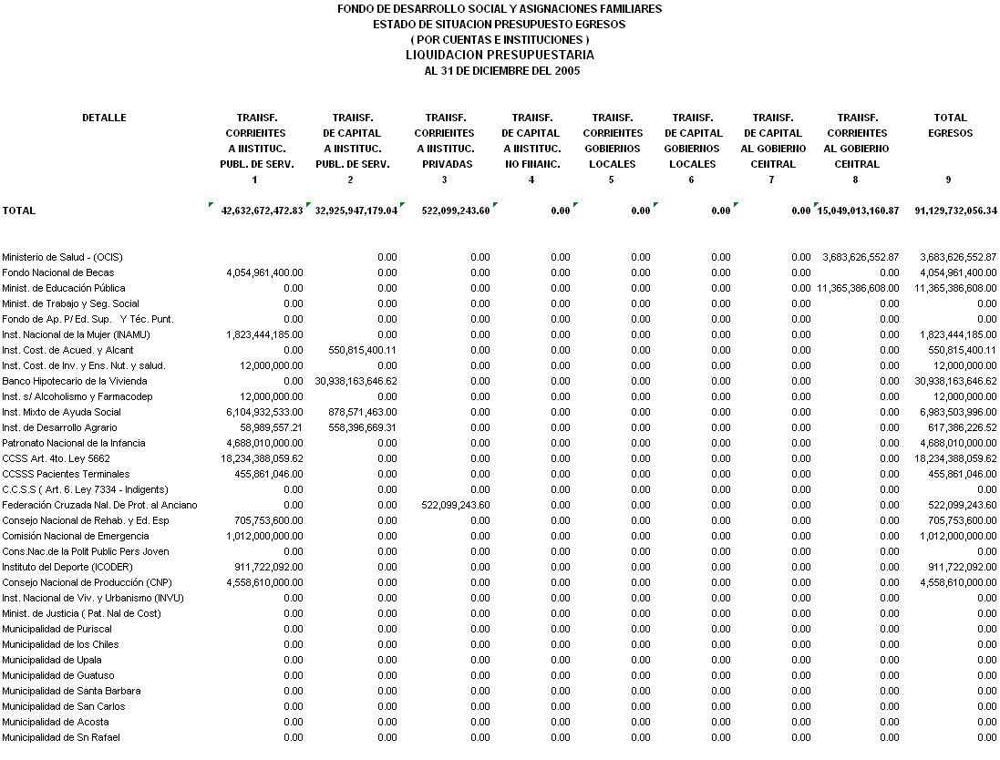 FONDO DE DESARROLLO SOCIAL Y ASIGNACIONES FAMILIARES
ESTADO DE SITUACION PRESUPUESTO EGRESOS
( POR CUENTAS E INSTITUCIONES )
LIQUIDACION PRESUPUESTARIA
AL 31 DE DICIEMBRE DEL 2005
DETALLE TRANSF. TRANSF. TRANSF. TRANSF. TRANSF. TRANSF. TRANSF. TRANSF. TOTAL
CORRIENTES DE CAPITAL CORRIENTES DE CAPITAL CORRIENTES DE CAPITAL DE CAPITAL CORRIENTES EGRESOS
A INSTITUC. A INSTITUC. A INSTITUC. A INSTITUC. GOBIERNOS GOBIERNOS AL GOBIERNO AL GOBIERNO
PUBL. DE SERV. PUBL. DE SERV. PRIVADAS NO FINANC. LOCALES LOCALES CENTRAL CENTRAL
1 2 3 4 5 6 7 8 9
TOTAL 42,632,672,472.83 32,925,947,179.04 522,099,243.60 0.00 0.00 0.00 0.00 15,049,013,160.87 91,129,732,056.34
Ministerio de Salud - (OCIS) 0.00 0.00 0.00 0.00 0.00 0.00 3,683,626,552.87 3,683,626,552.87
Fondo Nacional de Becas 4,054,961,400.00 0.00 0.00 0.00 0.00 0.00 0.00 0.00 4,054,961,400.00
Minist. de Educación Pública 0.00 0.00 0.00 0.00 0.00 0.00 0.00 11,365,386,608.00 11,365,386,608.00
Minist. de Trabajo y Seg. Social 0.00 0.00 0.00 0.00 0.00 0.00 0.00 0.00 0.00
Fondo de Ap. P/ Ed. Sup. Y Téc. Punt. 0.00 0.00 0.00 0.00 0.00 0.00 0.00 0.00 0.00
Inst. Nacional de la Mujer (INAMU) 1,823,444,185.00 0.00 0.00 0.00 0.00 0.00 0.00 0.00 1,823,444,185.00
Inst. Cost. de Acued. y Alcant 0.00 550,815,400.11 0.00 0.00 0.00 0.00 0.00 0.00 550,815,400.11
Inst. Cost. de Inv. y Ens. Nut. y salud. 12,000,000.00 0.00 0.00 0.00 0.00 0.00 0.00 0.00 12,000,000.00
Banco Hipotecario de la Vivienda 0.00 30,938,163,646.62 0.00 0.00 0.00 0.00 0.00 0.00 30,938,163,646.62
Inst. s/ Alcoholismo y Farmacodep 12,000,000.00 0.00 0.00 0.00 0.00 0.00 0.00 0.00 12,000,000.00
Inst. Mixto de Ayuda Social 6,104,932,533.00 878,571,463.00 0.00 0.00 0.00 0.00 0.00 0.00 6,983,503,996.00
Inst. de Desarrollo Agrario 58,989,557.21 558,396,669.31 0.00 0.00 0.00 0.00 0.00 0.00 617,386,226.52
Patronato Nacional de la Infancia 4,688,010,000.00 0.00 0.00 0.00 0.00 0.00 0.00 0.00 4,688,010,000.00
CCSS Art. 4to. Ley 5662 18,234,388,059.62 0.00 0.00 0.00 0.00 0.00 0.00 0.00 18,234,388,059.62
CCSSS Pacientes Terminales 455,861,046.00 0.00 0.00 0.00 0.00 0.00 0.00 0.00 455,861,046.00
C.C.S.S ( Art. 6. Ley 7334 - Indigents) 0.00 0.00 0.00 0.00 0.00 0.00 0.00 0.00 0.00
Federación Cruzada Nal. De Prot. al Anciano 0.00 0.00 522,099,243.60 0.00 0.00 0.00 0.00 0.00 522,099,243.60
Consejo Nacional de Rehab. y Ed. Esp 705,753,600.00 0.00 0.00 0.00 0.00 0.00 0.00 0.00 705,753,600.00
Comisión Nacional de Emergencia 1,012,000,000.00 0.00 0.00 0.00 0.00 0.00 0.00 0.00 1,012,000,000.00
Cons.Nac.de la Polit Public Pers Joven 0.00 0.00 0.00 0.00 0.00 0.00 0.00 0.00 0.00
Instituto del Deporte (ICODER) 911,722,092.00 0.00 0.00 0.00 0.00 0.00 0.00 0.00 911,722,092.00
Consejo Nacional de Producción (CNP) 4,558,610,000.00 0.00 0.00 0.00 0.00 0.00 0.00 0.00 4,558,610,000.00
Inst. Nacional de Viv. y Urbanismo (INVU) 0.00 0.00 0.00 0.00 0.00 0.00 0.00 0.00 0.00
Minist. de Justicia ( Pat. Nal de Cost) 0.00 0.00 0.00 0.00 0.00 0.00 0.00 0.00 0.00
Municipalidad de Puriscal 0.00 0.00 0.00 0.00 0.00 0.00 0.00 0.00 0.00
Municipalidad de los Chiles 0.00 0.00 0.00 0.00 0.00 0.00 0.00 0.00 0.00
Municipalidad de Upala 0.00 0.00 0.00 0.00 0.00 0.00 0.00 0.00 0.00
Municipalidad de Guatuso 0.00 0.00 0.00 0.00 0.00 0.00 0.00 0.00 0.00
Municipalidad de Santa Barbara 0.00 0.00 0.00 0.00 0.00 0.00 0.00 0.00 0.00
Municipalidad de San Carlos 0.00 0.00 0.00 0.00 0.00 0.00 0.00 0.00 0.00
Municipalidad de Acosta 0.00 0.00 0.00 0.00 0.00 0.00 0.00 0.00 0.00
Municipalidad de Sn Rafael 0.00 0.00 0.00 0.00 0.00 0.00 0.00 0.00 0.00